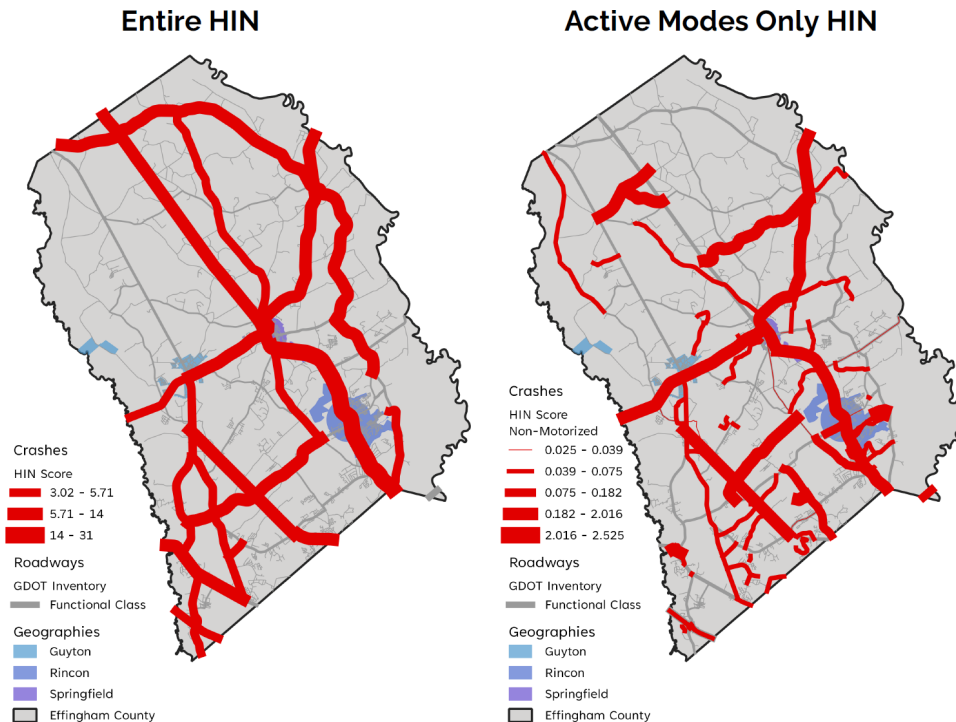 Entire HIN
Crashes
HIN Score
3.02 - 5.71
5.71 - 14
14 - 31
Roadways
GDOT Inventory
Functional Class
Geographies
Guyton
Rincon
Springfield
Effingham County
Active Modes Only HIN
Crashes
HIN Score
Non-Motorized
0.025 - 0.039
0.039 - 0.075
0.075 - 0.182
0.182 - 2.016
2.016 - 2.525
Roadways
GDOT Inventory
Functional Class
Geographies
Guyton
Rincon
Springfield
Effingham County